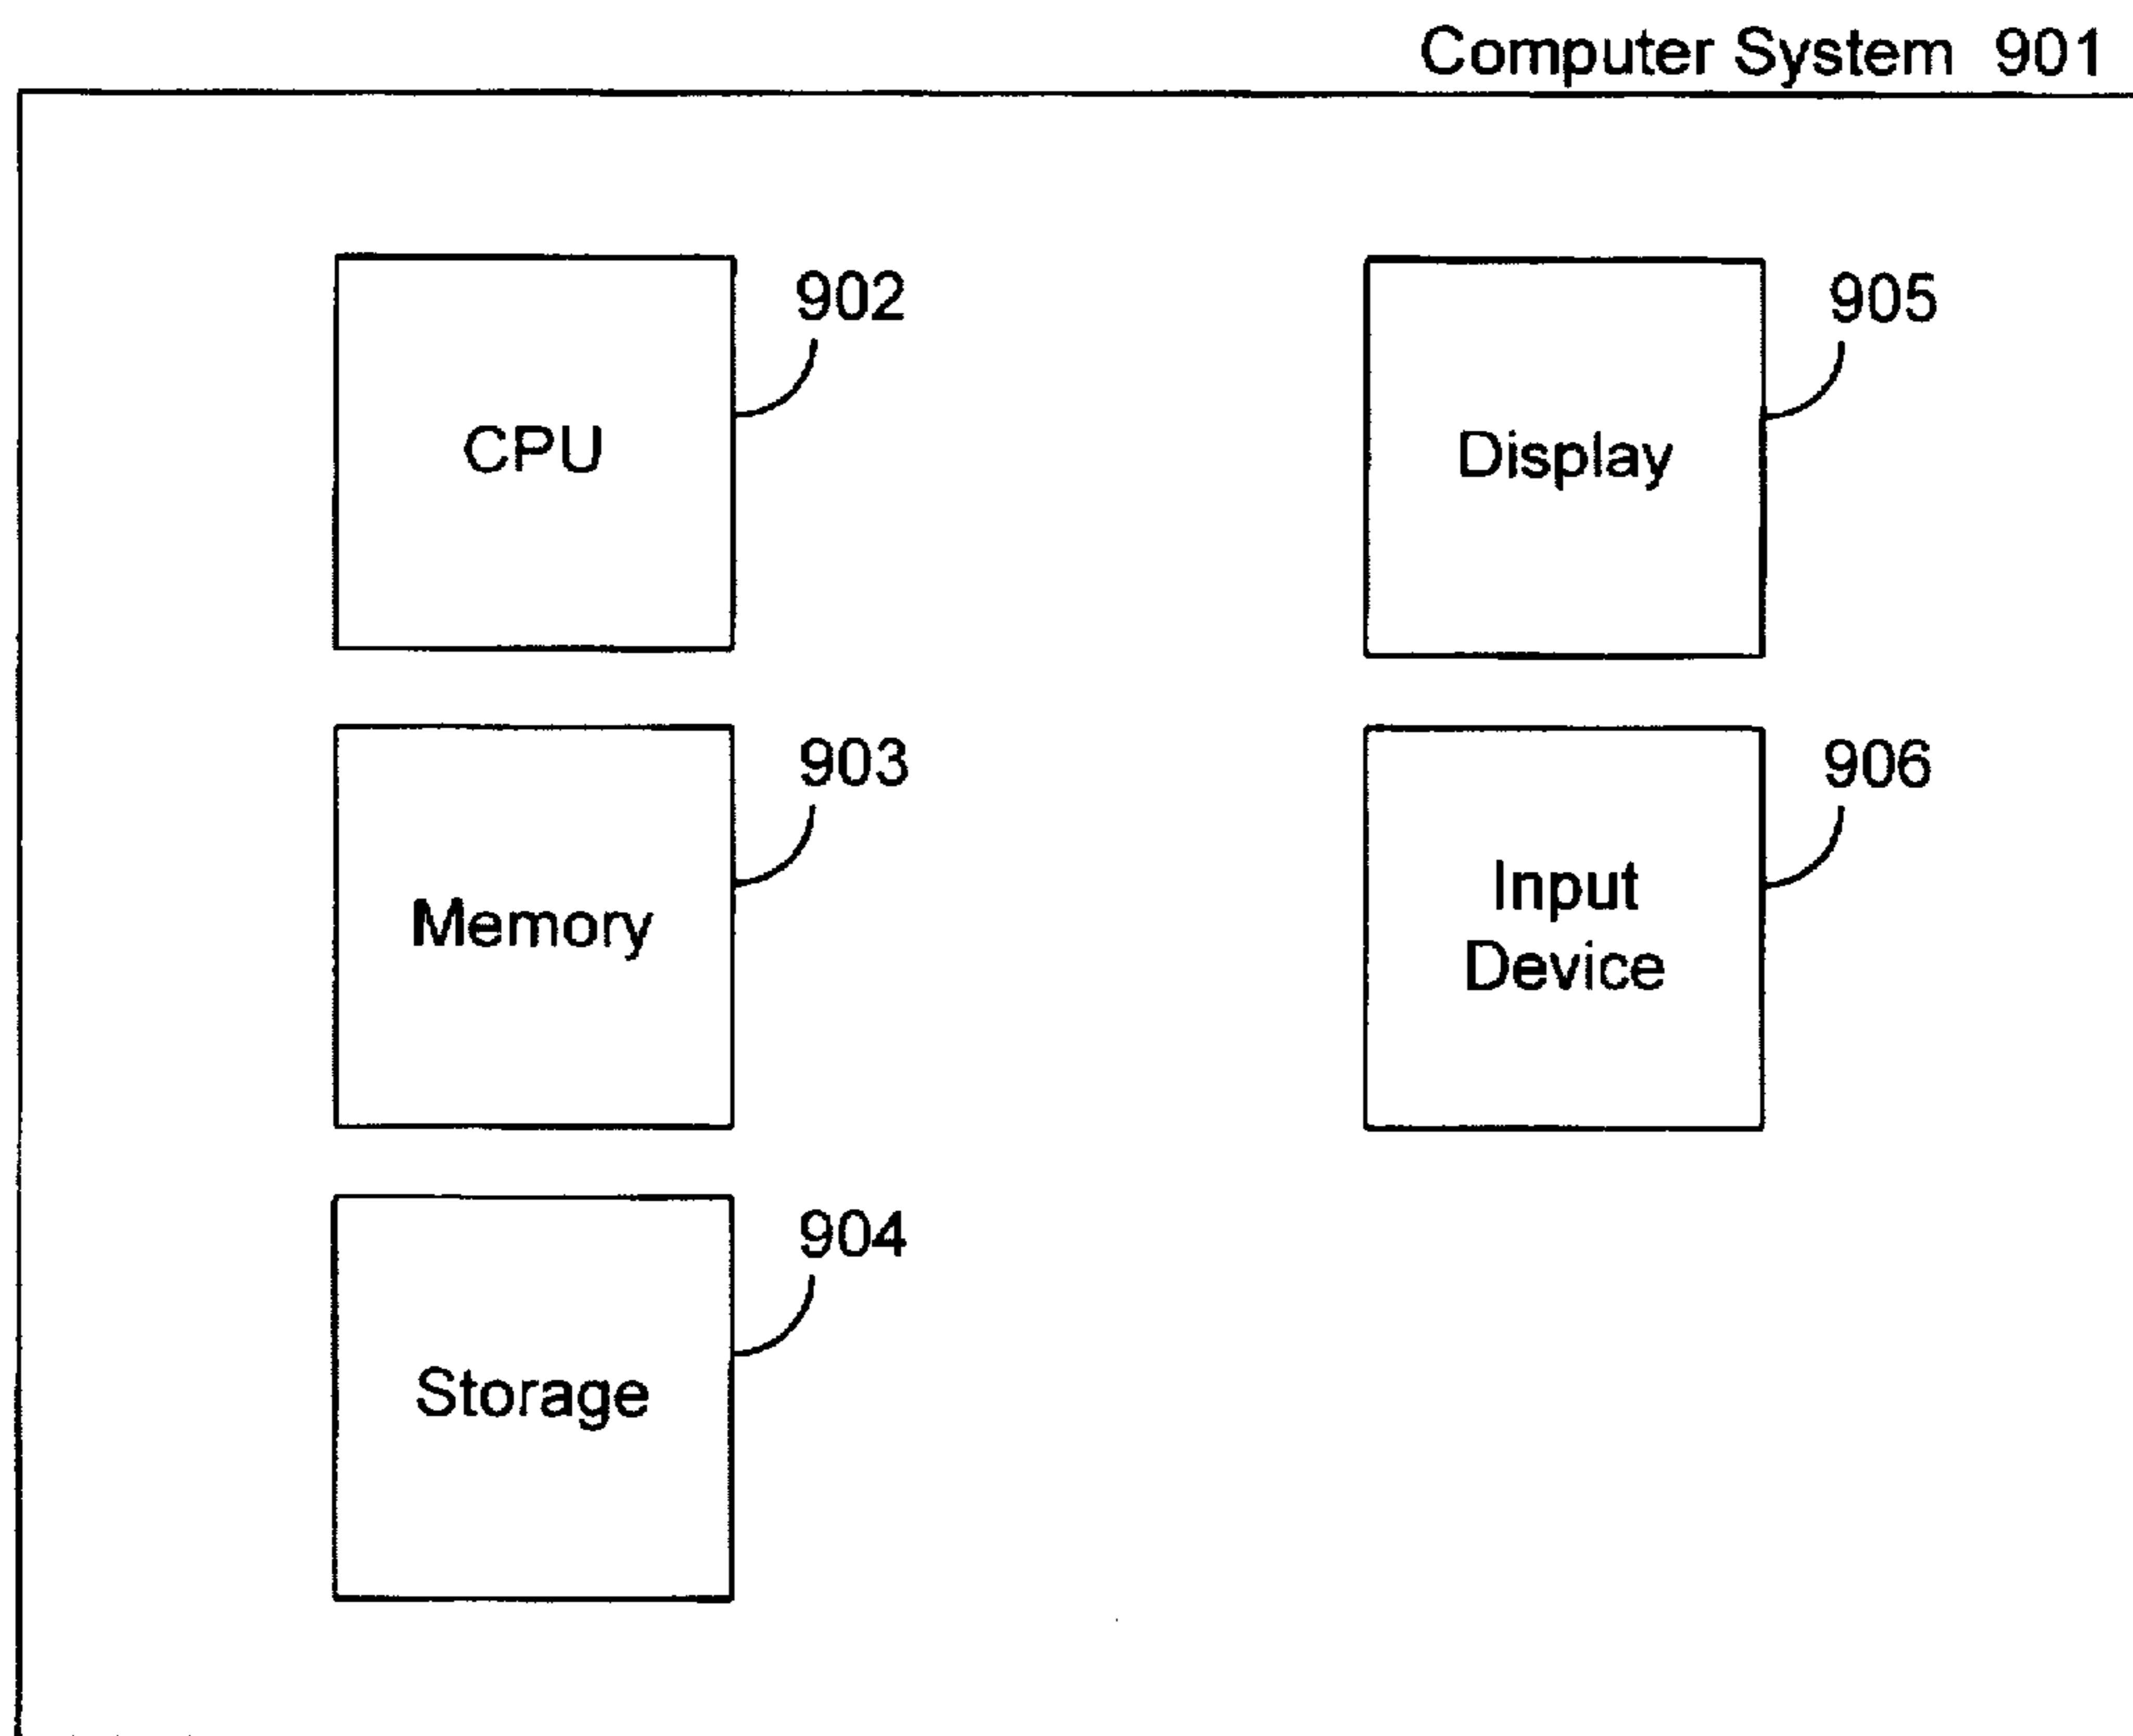 Computer System 901
902
CPU
903
Memory
904
Storage
905
Display
906
Input
Device